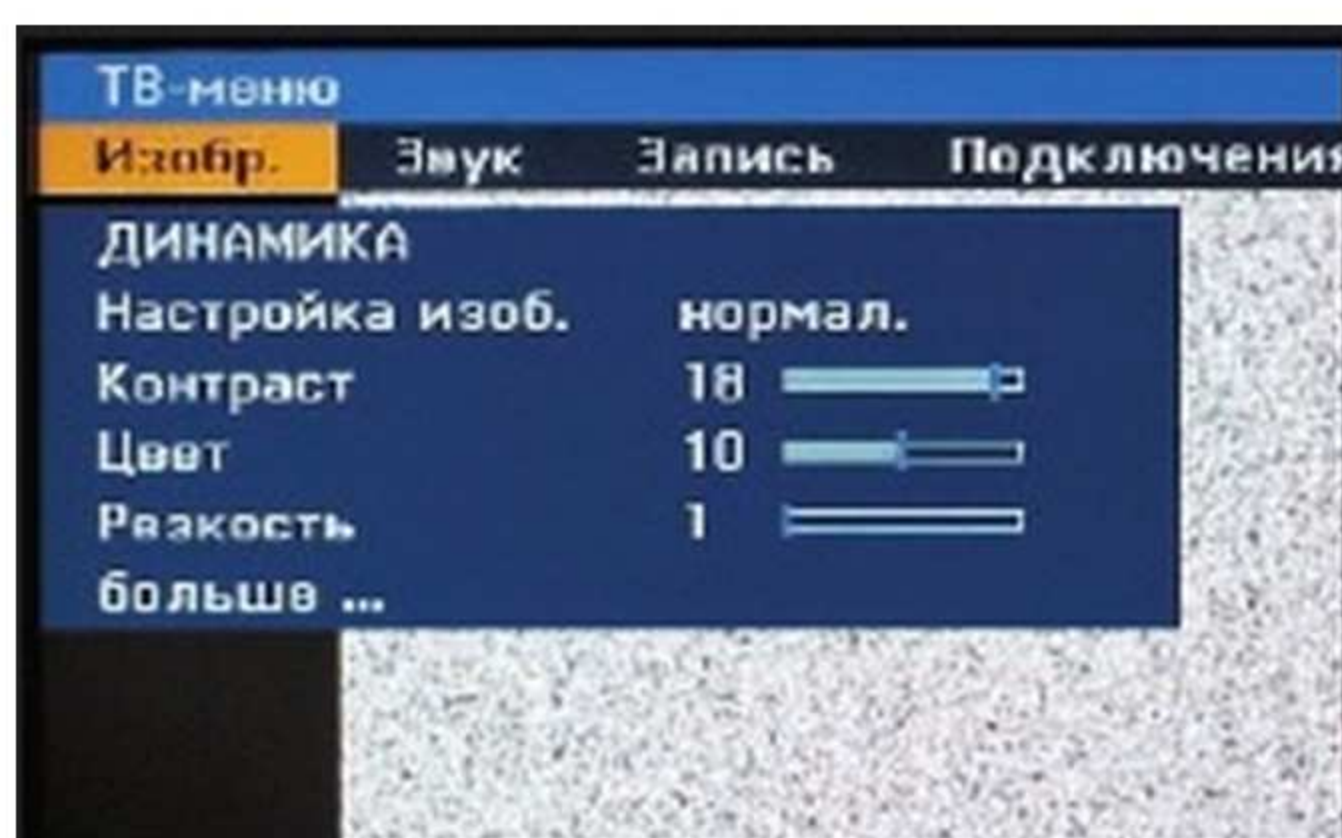 ТВ-меню
Изобр. Звук Запись Подключения
ДИНАМИКА
Настройка изоб. нормал.
Контраст 18
Цвет 10
Резкость 1
больше ...